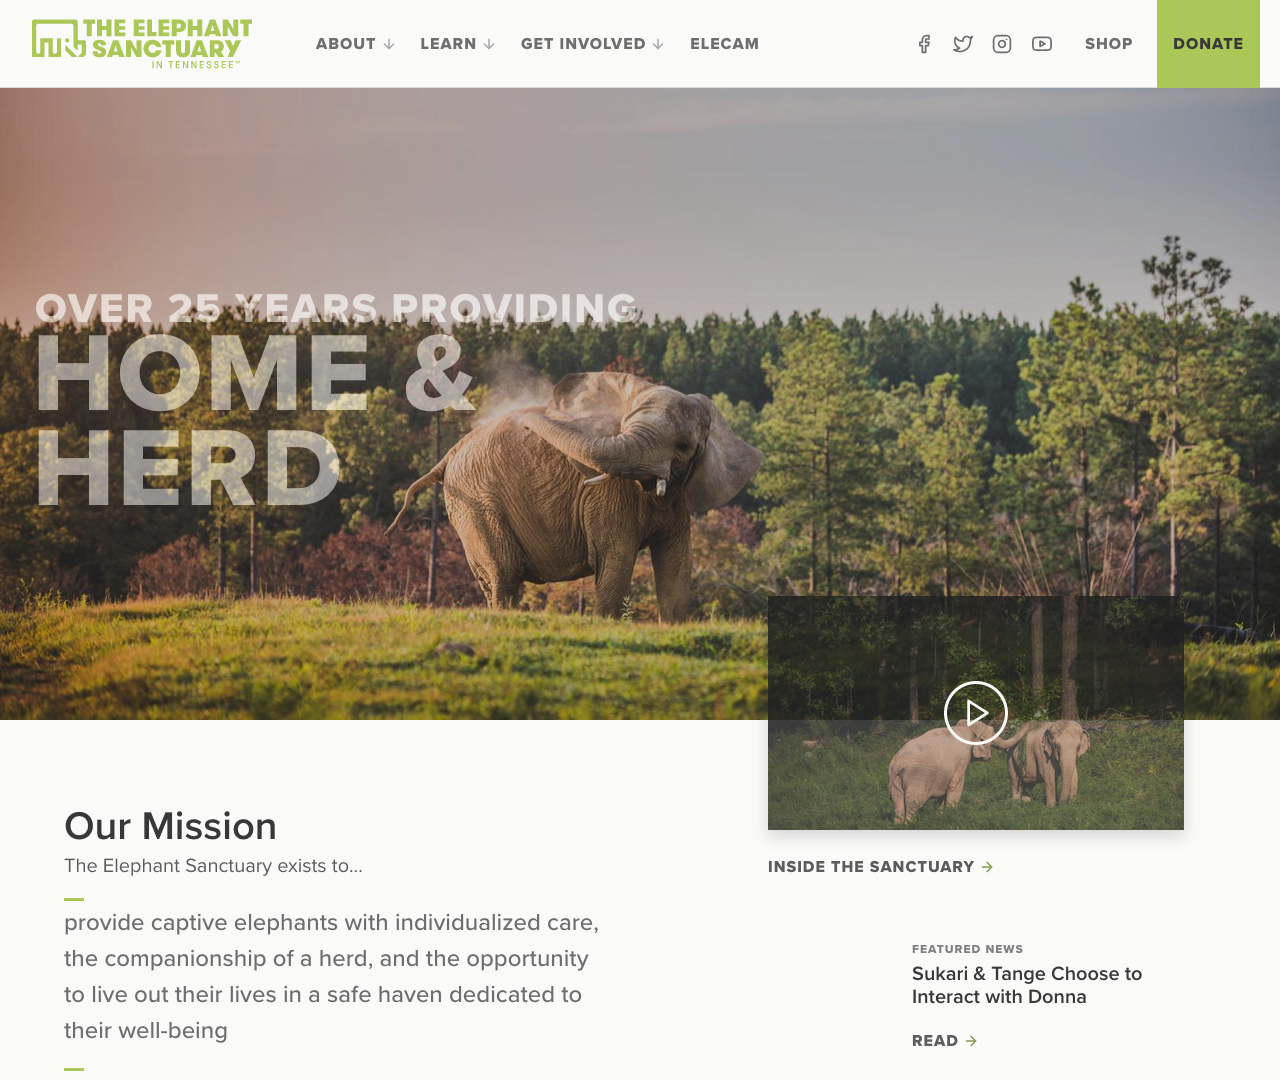 THE ELEPHANT
SANCTUARY
IN TENNESSEE™
ABOUT
LEARN
GET INVOLVED
ELECAM
SHOP
DONATE
OVER 25 YEARS PROVIDING
HOME &
HERD
Our Mission
The Elephant Sanctuary exists to...
provide captive elephants with individualized care,
the companionship of a herd, and the opportunity
to live out their lives in a safe haven dedicated to
their well-being
INSIDE THE SANCTUARY
FEATURED NEWS
Sukari & Tange Choose to
Interact with Donna
READ